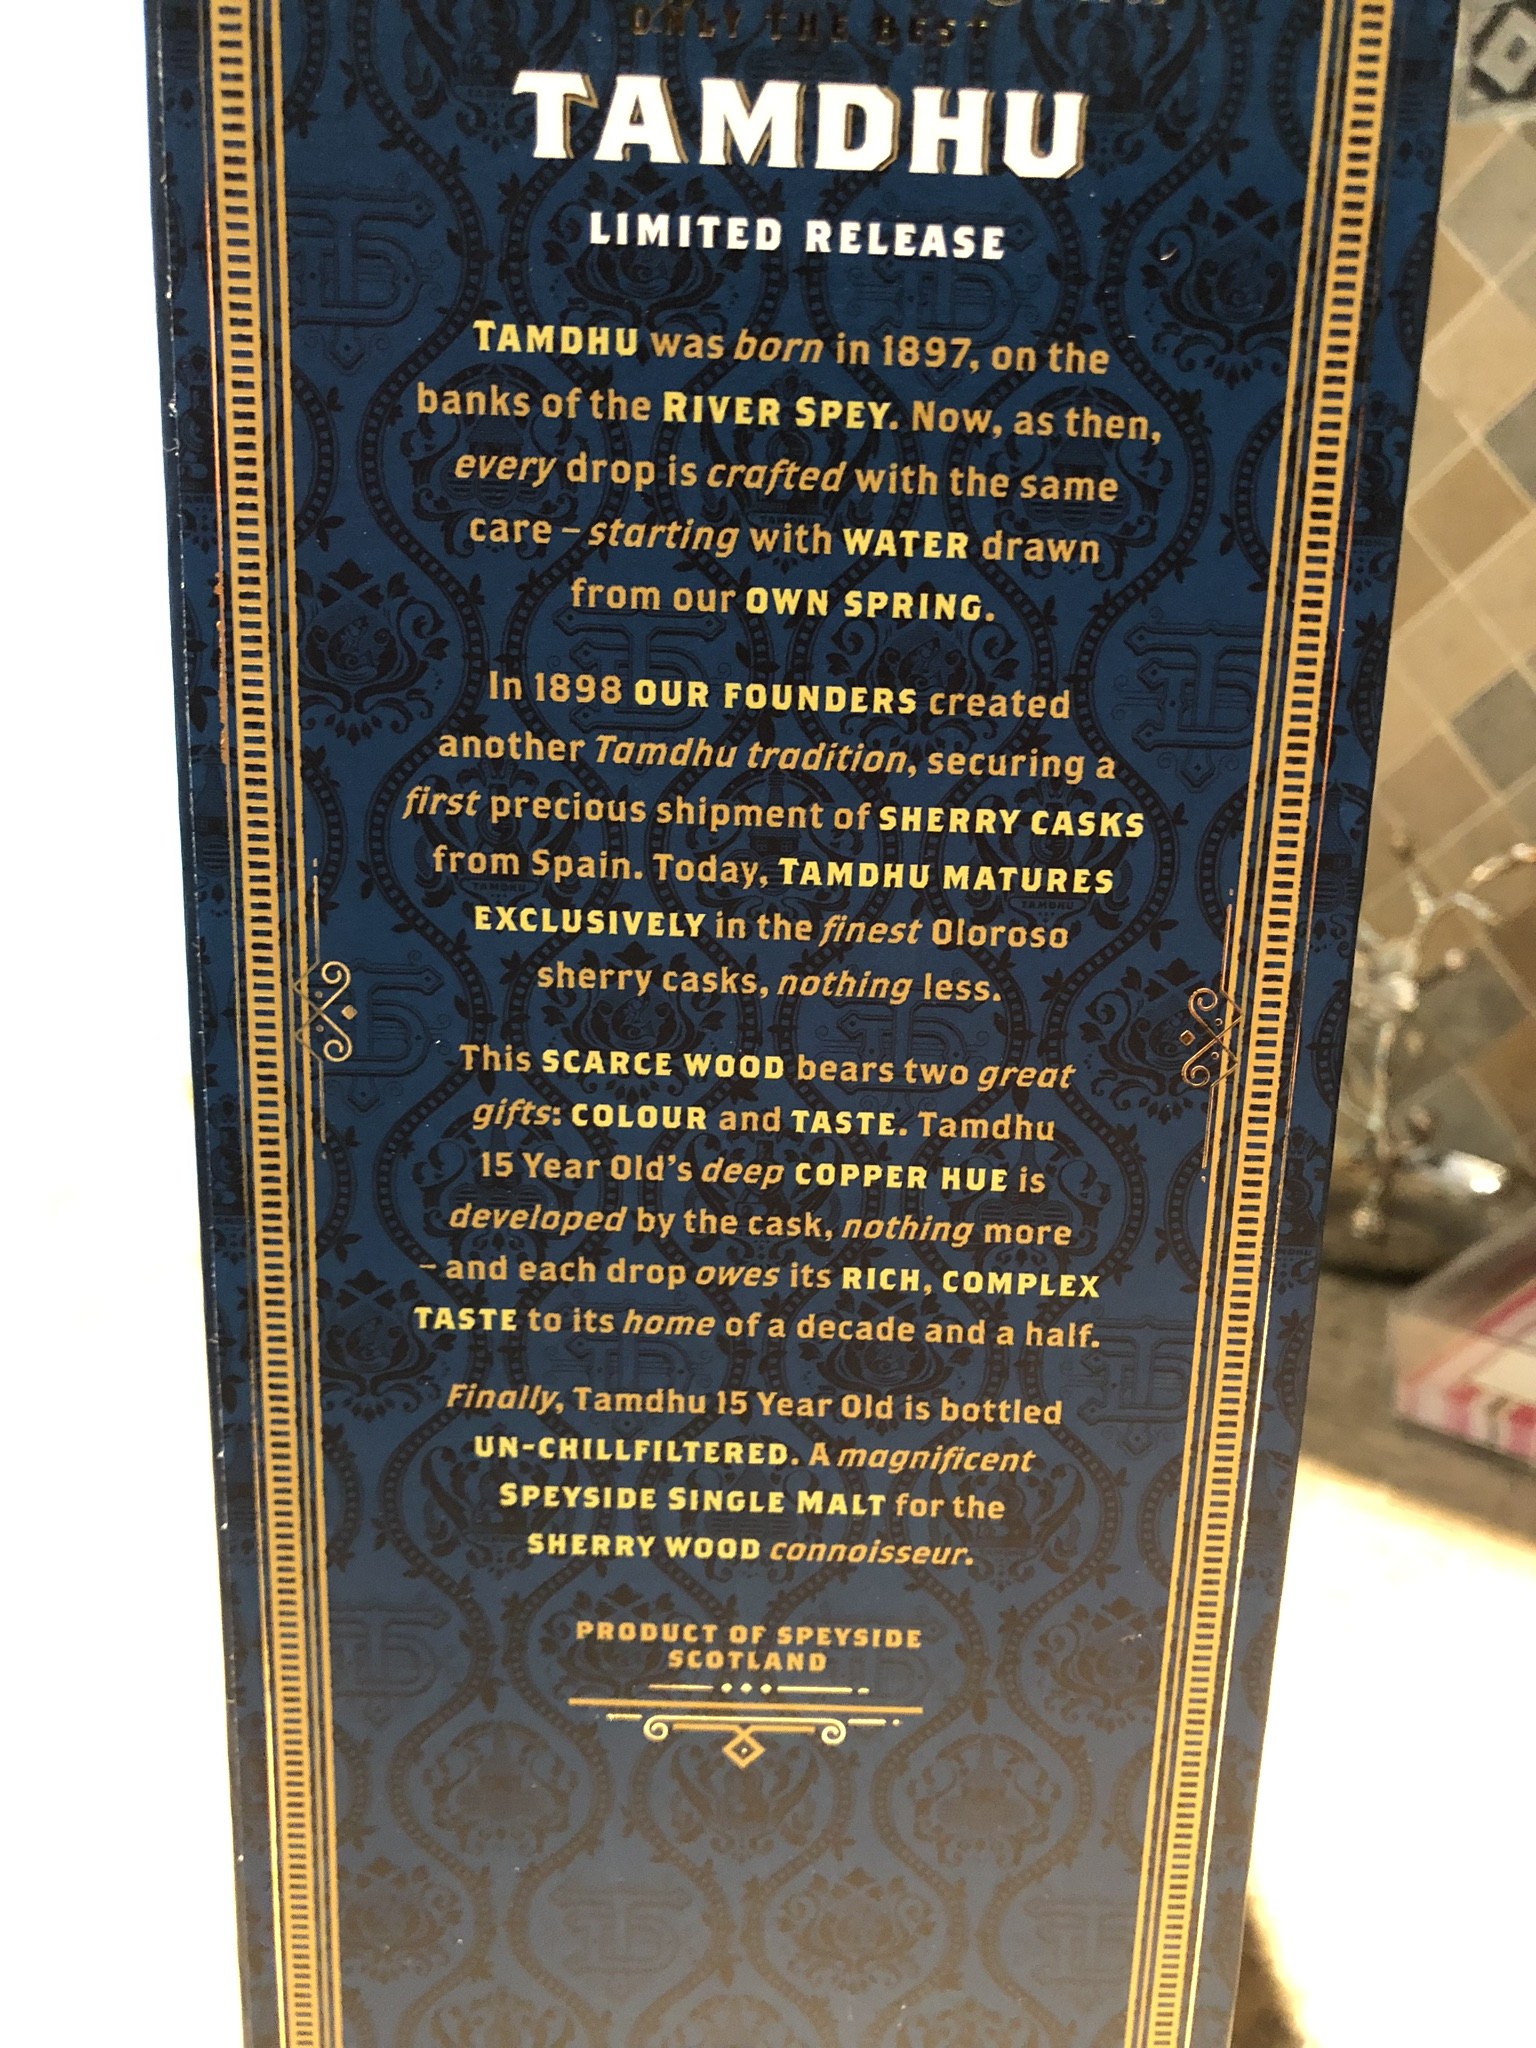 ONLY THE BEST
TAMDHU
LIMITED RELEASE
TAMDHU was born in 1897, on the
banks of the RIVER SPEY. Now, as then,
every drop is crafted with the same
care – starting with WATER drawn
from our OWN SPRING.
In 1898 OUR FOUNDERS created
another Tamdhu tradition, securing a
first precious shipment of SHERRY CASKS
from Spain. Today, TAMDHU MATURES
EXCLUSIVELY in the finest Oloroso
sherry casks, nothing less.
This SCARCE WOOD bears two great
gifts: COLOUR and TASTE. Tamdhu
15 Year Old's deep COPPER HUE is
developed by the cask, nothing more
– and each drop owes its RICH, COMPLEX
TASTE to its home of a decade and a half.
Finally, Tamdhu 15 Year Old is bottled
UN-CHILLFILTERED. A magnificent
SPEYSIDE SINGLE MALT for the
SHERRY WOOD connoisseur.
PRODUCT OF SPEYSIDE
SCOTLAND